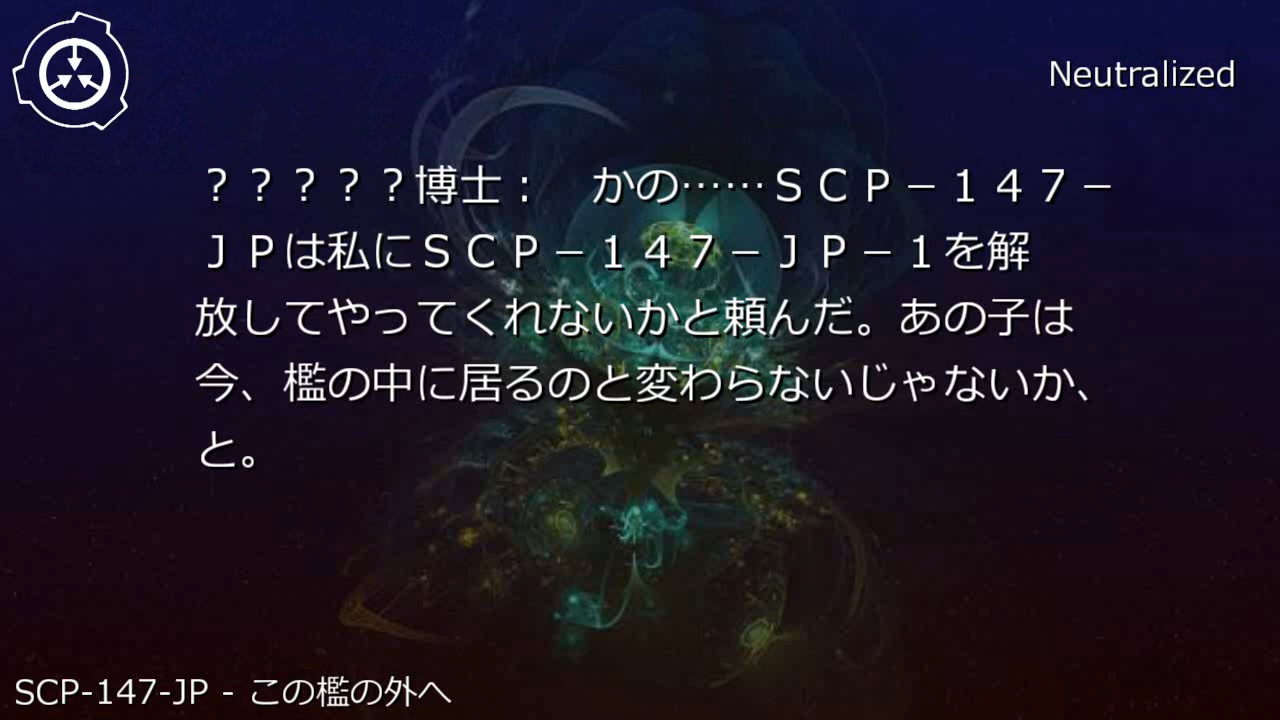 Neutralized
？？？？？博士：　かの……ＳＣＰ－１４７－
ＪＰは私にＳＣＰ－１４７－ＪＰ－１を解
放してやってくれないかと頼んだ。あの子は
今、檻の中に居るのと変わらないじゃないか、
と。
SCP-147-JP - この檻の外へ